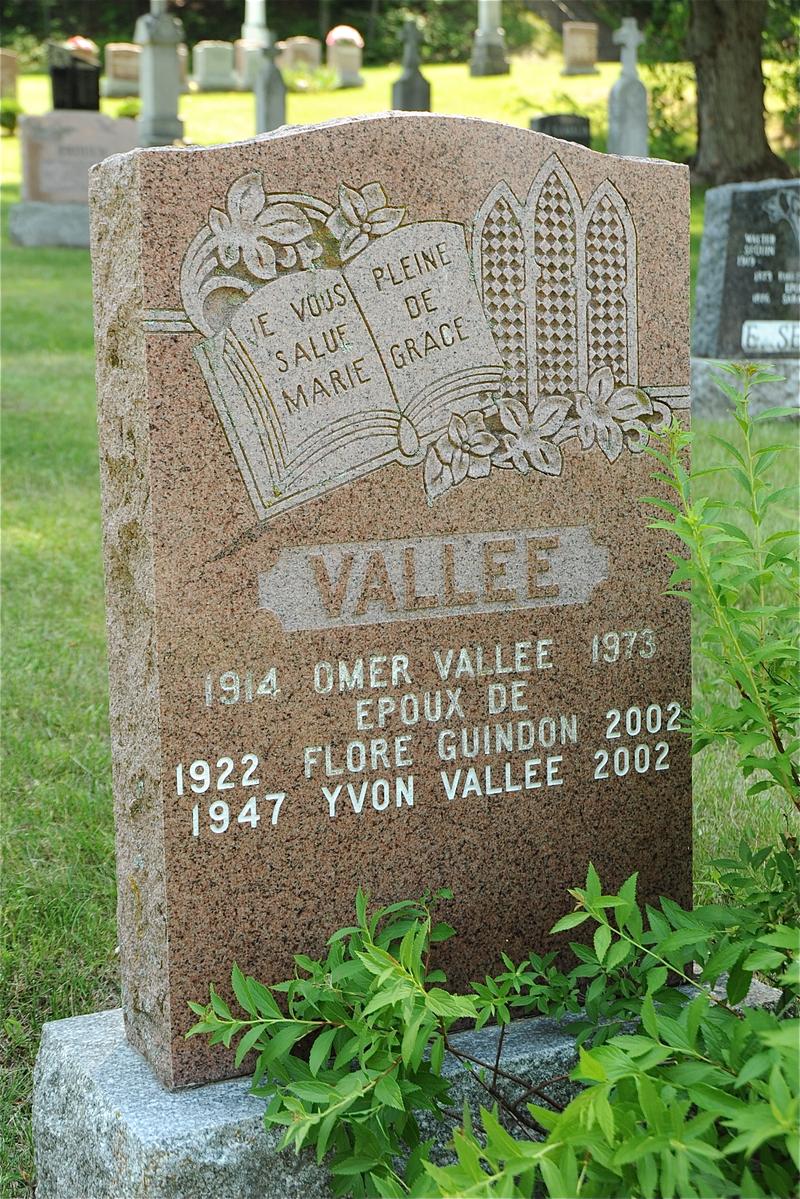 JE VOUS
SALUE
MARIE
PLEINE
DE
GRACE
VALLEE
1914 OMER VALLEE 1973
EPOUX DE
1922 FLORE GUINDON 2002
1947 YVON VALLEE 2002
WALTER